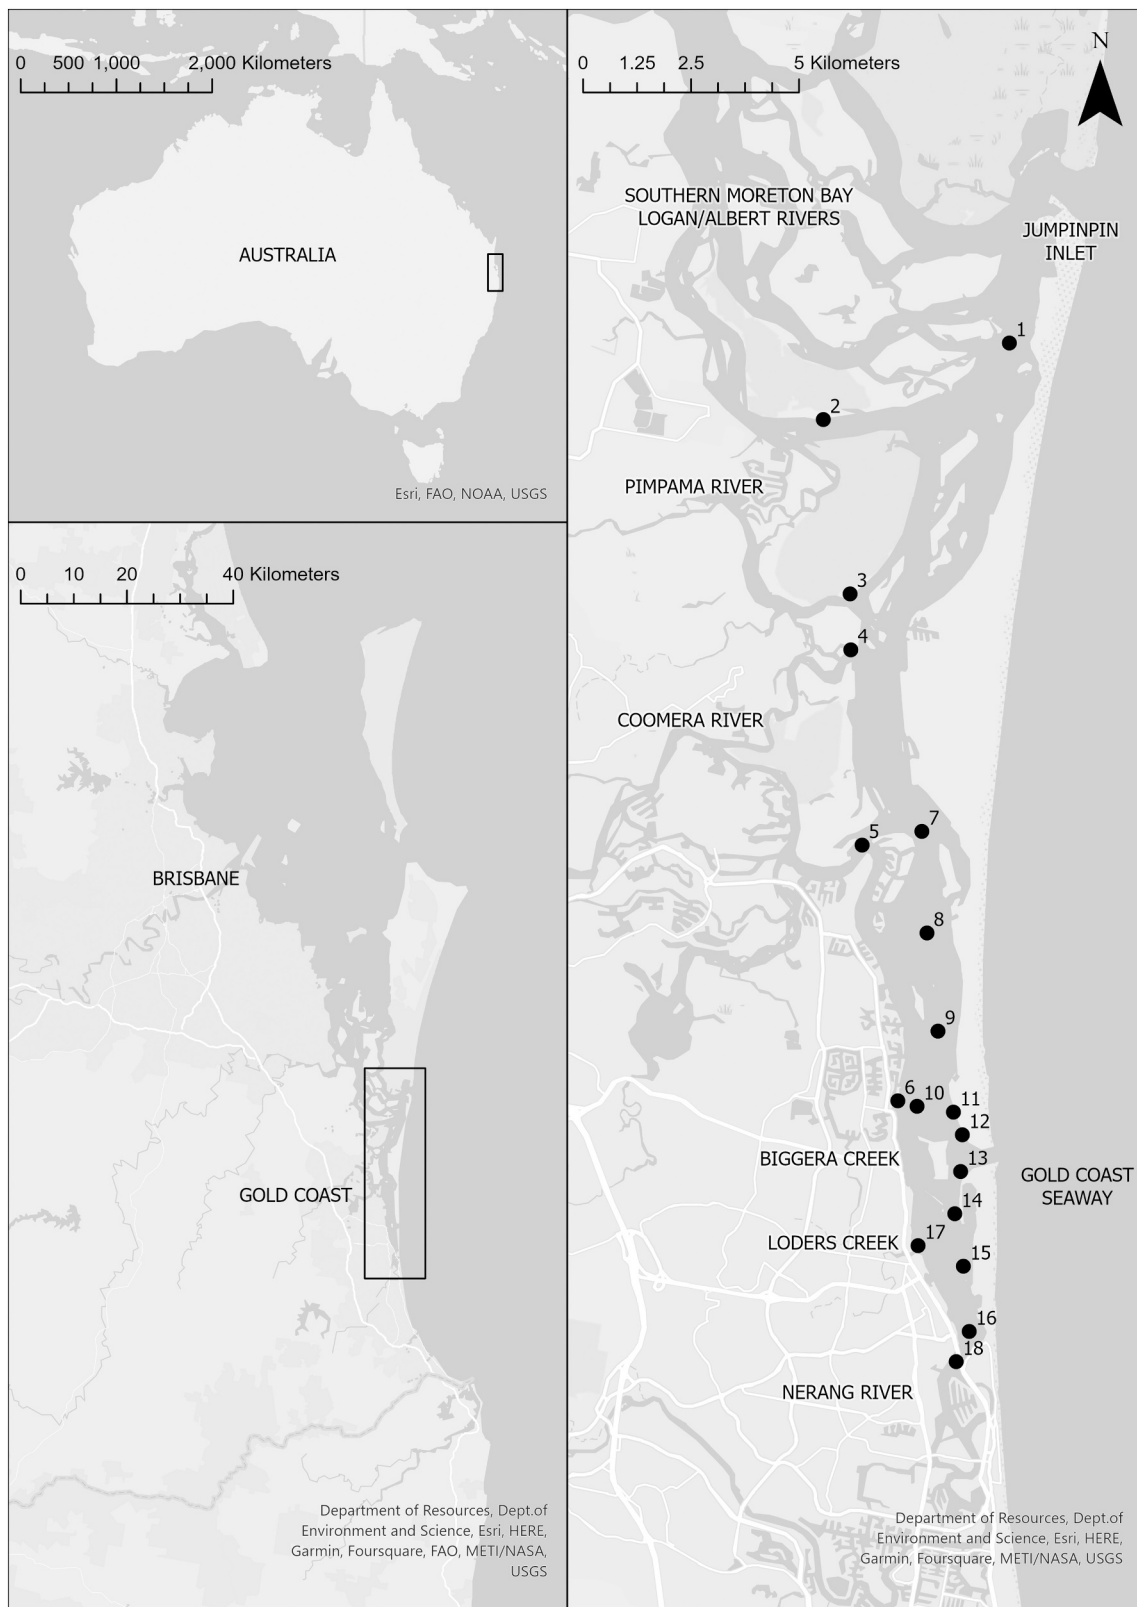 0 500 1,000 2,000 Kilometers
AUSTRALIA
Esri, FAO, NOAA, USGS
0 10 20 40 Kilometers
BRISBANE
GOLD COAST
Department of Resources, Dept.of
Environment and Science, Esri, HERE,
Garmin, Foursquare, FAO, METI/NASA,
USGS
0 1.25 2.5 5 Kilometers
N
SOUTHERN MORETON BAY
LOGAN/ALBERT RIVERS
JUMPINPIN
INLET
1
2
PIMPAMA RIVER
3
4
COOMERA RIVER
7
5
8
9
6 10
11
12
BIGGERA CREEK
13
GOLD COAST
SEAWAY
14
LODERS CREEK
17
15
16
18
NERANG RIVER
Department of Resources, Dept.of
Environment and Science, Esri, HERE,
Garmin, Foursquare, METI/NASA, USGS